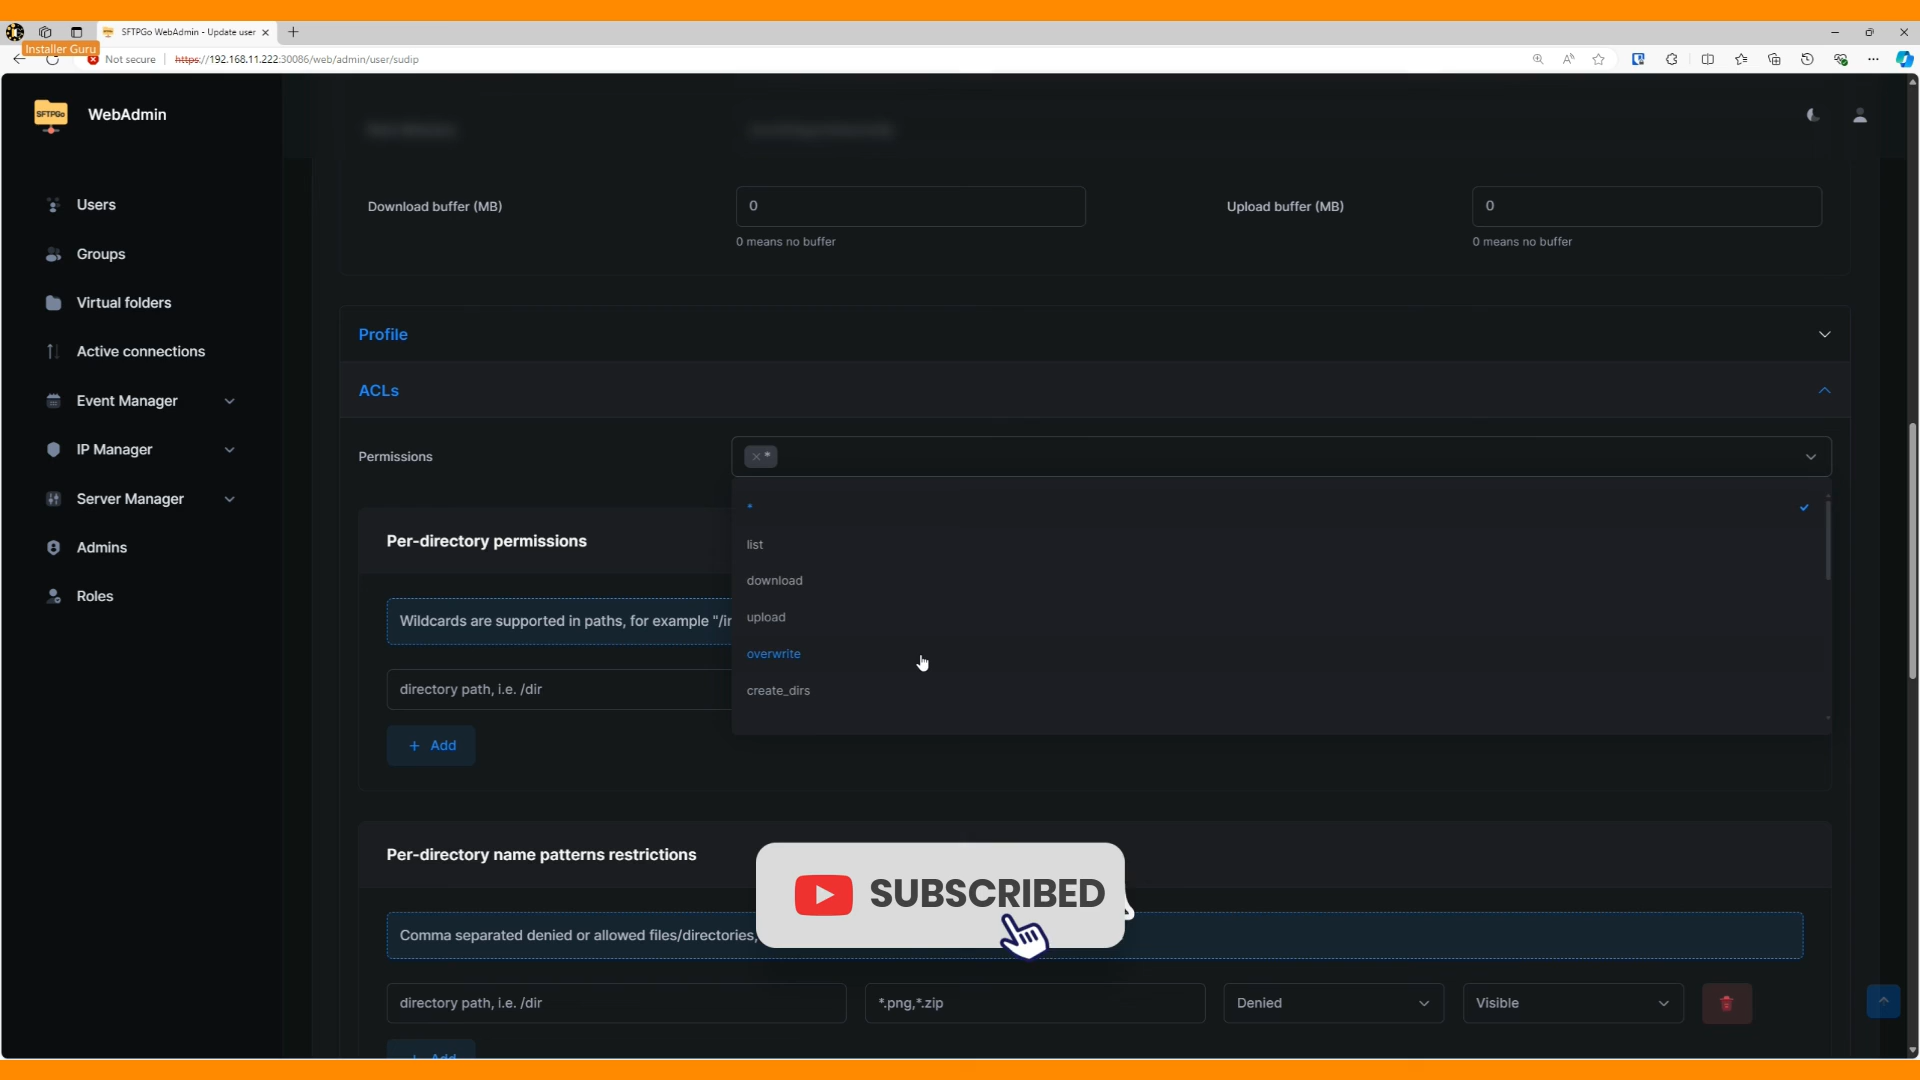 SFTPGo WebAdmin - Update user
Installer Guru
Not secure
https://192.168.11.222:30086/web/admin/user/sudip
SFTPGo
WebAdmin
Users
Groups
Virtual folders
Active connections
Event Manager
IP Manager
Server Manager
Admins
Roles
Download buffer (MB)
0
0 means no buffer
Upload buffer (MB)
0
0 means no buffer
Profile
ACLs
Permissions
× *
*
list
download
upload
overwrite
create_dirs
Per-directory permissions
Wildcards are supported in paths, for example "/i
directory path, i.e. /dir
+ Add
Per-directory name patterns restrictions
Comma separated denied or allowed files/directories,
directory path, i.e. /dir
*.png,*.zip
Denied
Visible
+ Add
SUBSCRIBED